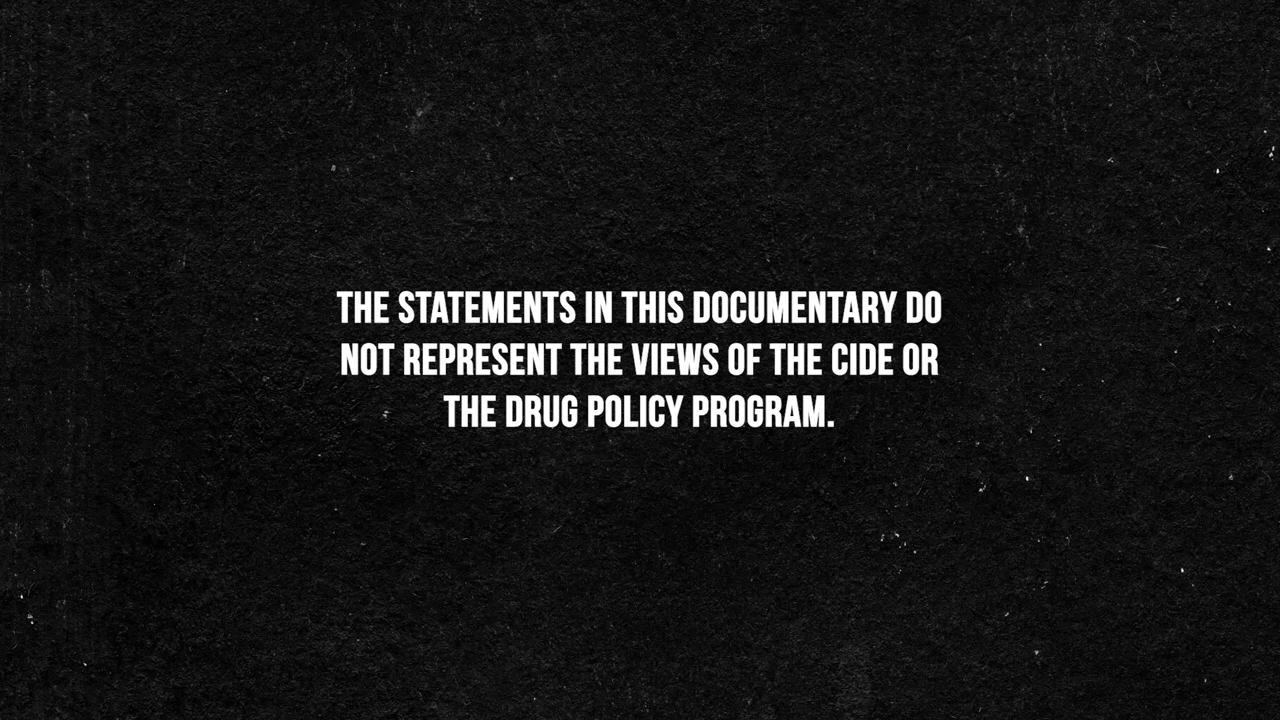 THE STATEMENTS IN THIS DOCUMENTARY DO
NOT REPRESENT THE VIEWS OF THE CIDE OR
THE DRUG POLICY PROGRAM.